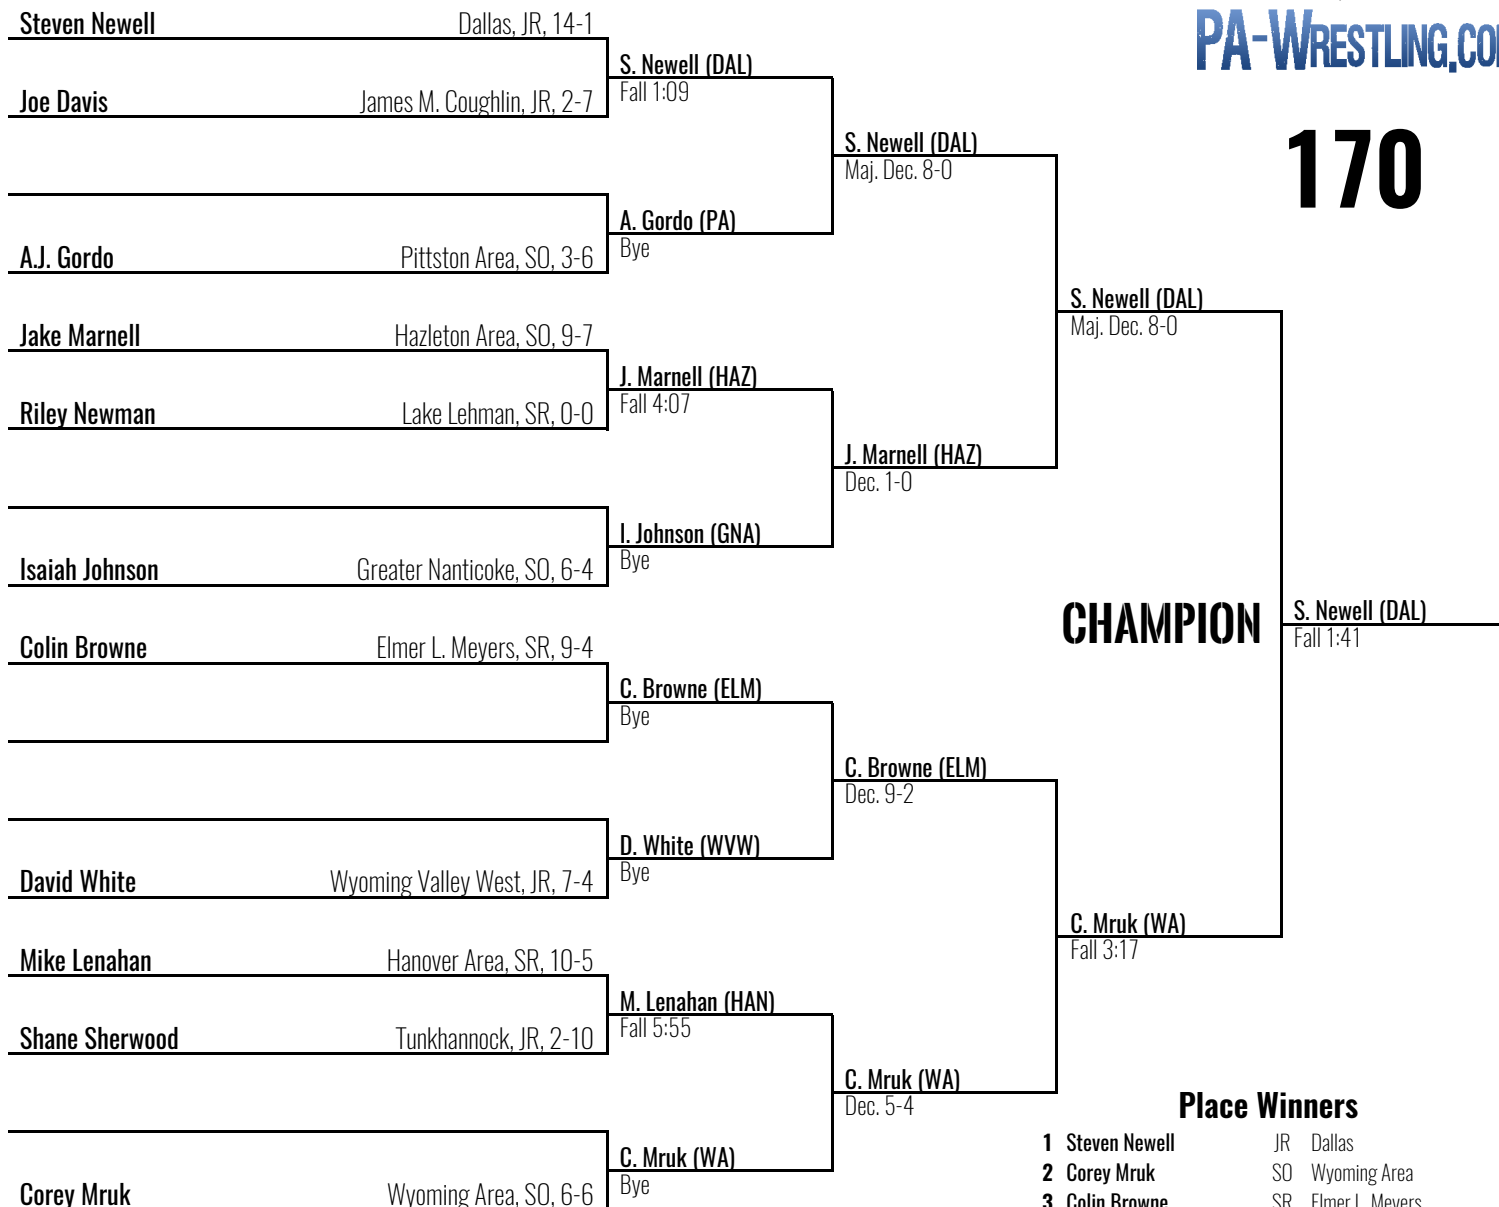 PA-WRESTLING.CO
170
Steven Newell Dallas, JR, 14-1
S. Newell (DAL)
Fall 1:09
Joe Davis James M. Coughlin, JR, 2-7
S. Newell (DAL)
Maj. Dec. 8-0
A. Gordo (PA)
Bye
A.J. Gordo Pittston Area, SO, 3-6
S. Newell (DAL)
Maj. Dec. 8-0
Jake Marnell Hazleton Area, SO, 9-7
J. Marnell (HAZ)
Fall 4:07
Riley Newman Lake Lehman, SR, 0-0
J. Marnell (HAZ)
Dec. 1-0
I. Johnson (GNA)
Bye
Isaiah Johnson Greater Nanticoke, SO, 6-4
CHAMPION
S. Newell (DAL)
Fall 1:41
Colin Browne Elmer L. Meyers, SR, 9-4
C. Browne (ELM)
Bye
C. Browne (ELM)
Dec. 9-2
D. White (WVW)
Bye
David White Wyoming Valley West, JR, 7-4
C. Mruk (WA)
Fall 3:17
Mike Lenahan Hanover Area, SR, 10-5
M. Lenahan (HAN)
Fall 5:55
Shane Sherwood Tunkhannock, JR, 2-10
C. Mruk (WA)
Dec. 5-4
C. Mruk (WA)
Bye
Corey Mruk Wyoming Area, SO, 6-6
Place Winners
1 Steven Newell JR Dallas
2 Corey Mruk SO Wyoming Area
3 Colin Browne SR Elmer L. Meyers